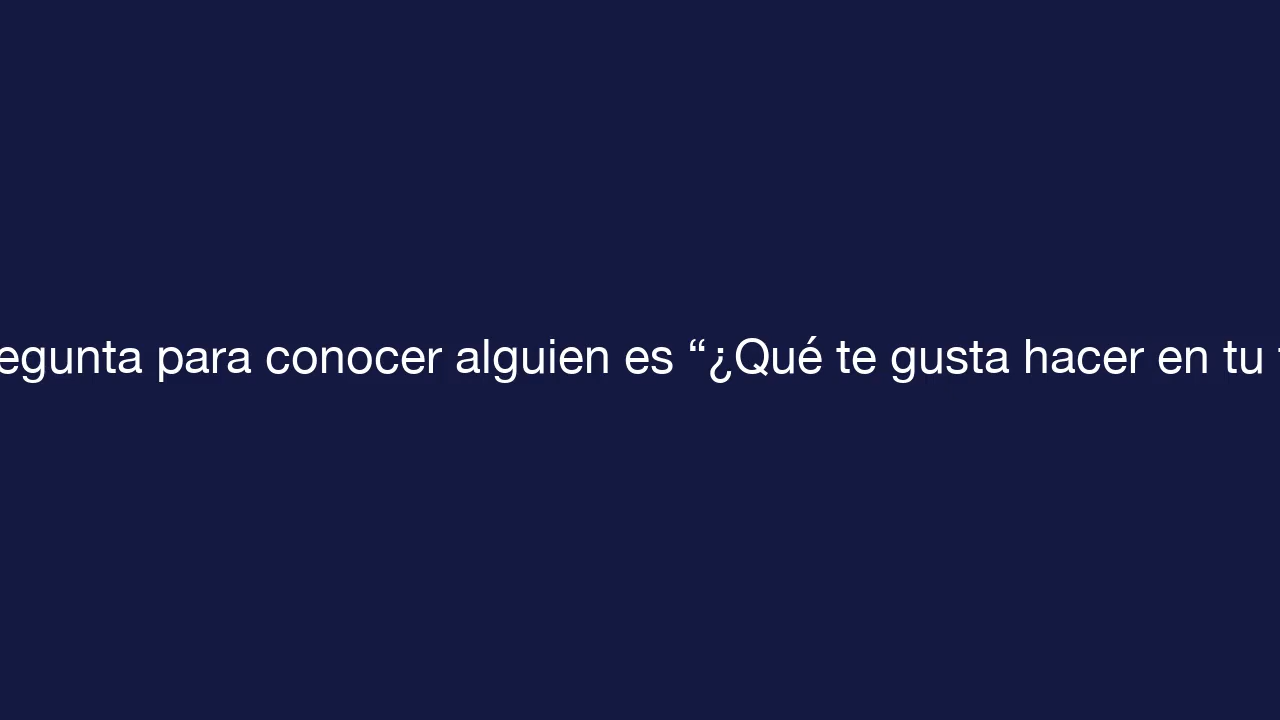 egunta para conocer alguien es “¿Qué te gusta hacer en tu